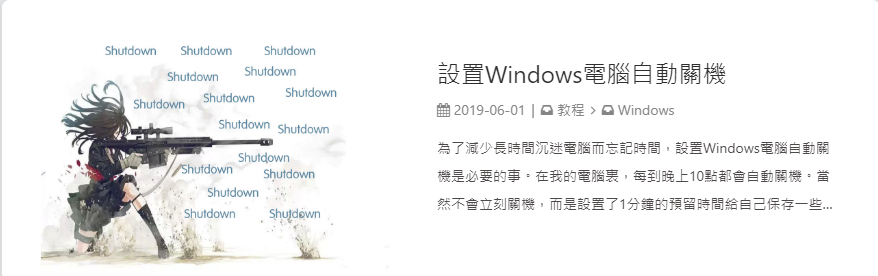 Shutdown Shutdown Shutdown
Shutdown Shutdown
Shutdown Shutdown Shutdown
Shutdown Shutdown
Shutdown
Shutdown Shutdown
Shutdown Shutdown
Shutdown Shutdown
設置Windows電腦自動關機
2019-06-01 | 教程 > Windows
為了減少長時間沉迷電腦而忘記時間，設置Windows電腦自動關
機是必要的事。在我的電腦裏，每到晚上10點都會自動關機。當
然不會立刻關機，而是設置了1分鐘的預留時間給自己保存一些...